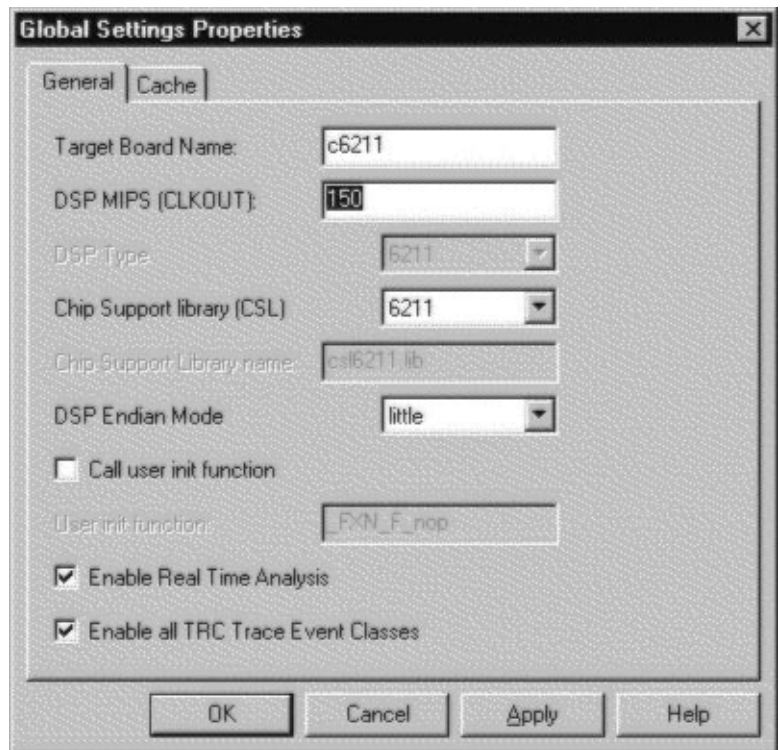 Global Settings Properties
General Cache
Target Board Name: c6211
DSP MIPS (CLKOUT): 150
DSP Type 6211
Chip Support library (CSL) 6211
Chip Support Library name: csl6211.lib
DSP Endian Mode little
Call user init function
User init function: _FXN_F_nop
Enable Real Time Analysis
Enable all TRC Trace Event Classes
OK Cancel Apply Help